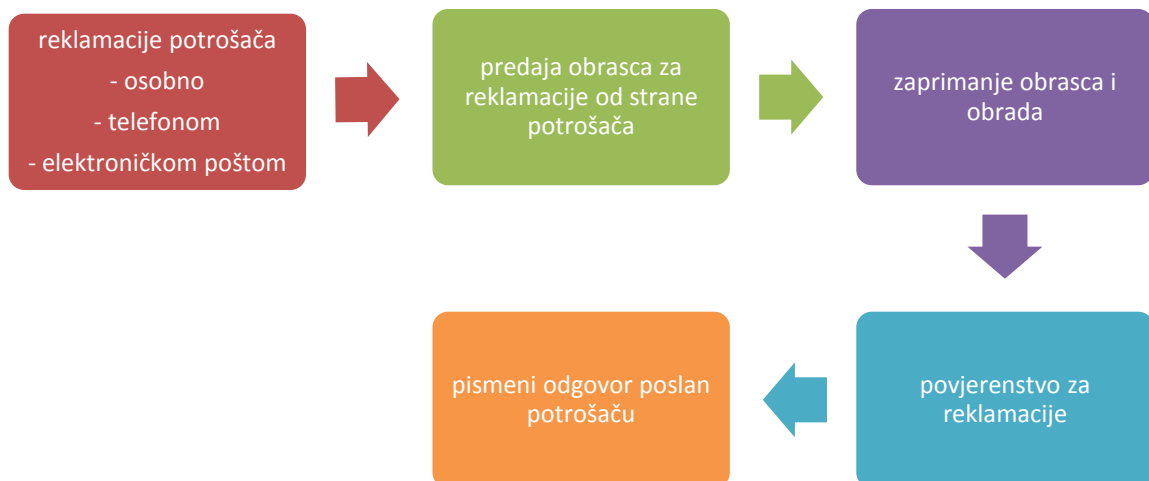 reklamacije potrošača
- osobno
- telefonom
- elektroničkom poštom
predaja obrasca za
reklamacije od strane
potrošača
zaprimanje obrasca i
obrada
povjerenstvo za
reklamacije
pismeni odgovor poslan
potrošaču